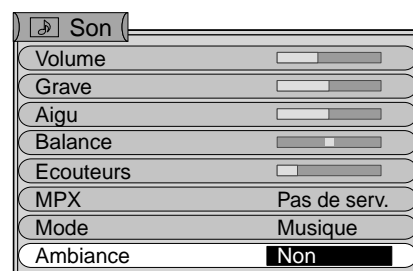 Son
Volume
Grave
Aigu
Balance
Ecouteurs
MPX Pas de serv.
Mode Musique
Ambiance Non